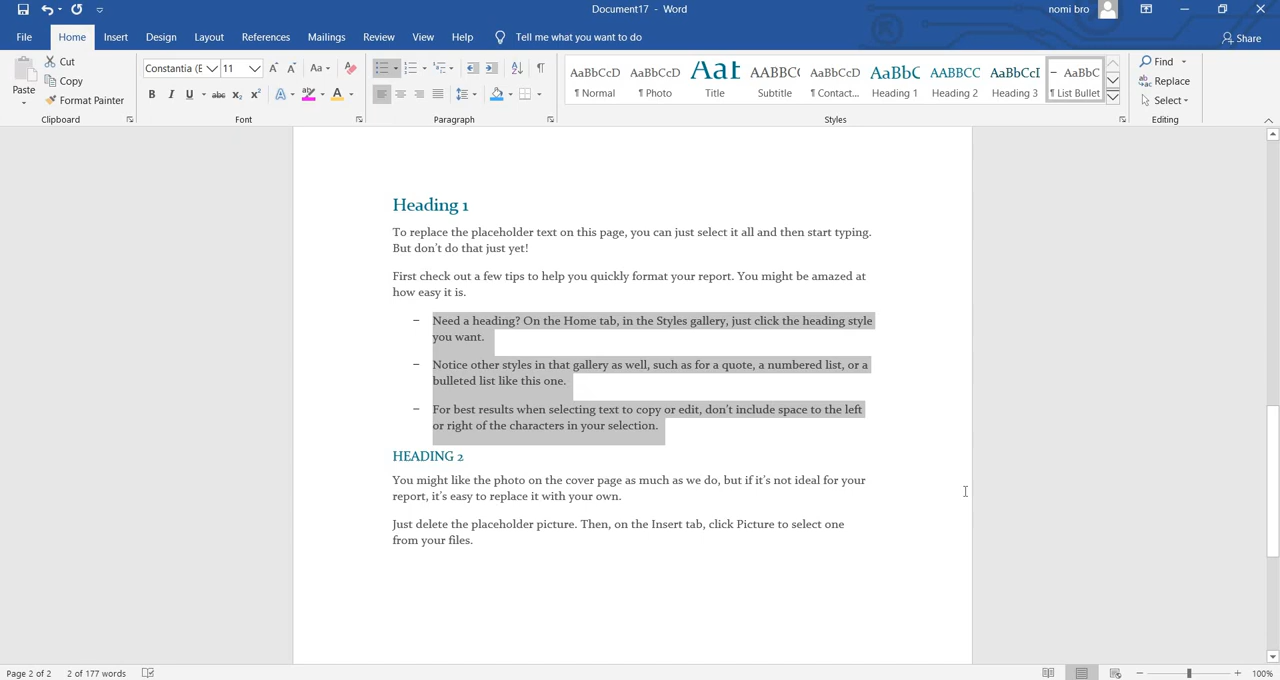 Document17 - Word
nomi bro
File Home Insert Design Layout References Mailings Review View Help Tell me what you want to do
Share
Paste
Cut
Copy
Format Painter
Clipboard
Constantia (E 11 Aa
B I U abc X₂ X² A A
Font
Paragraph
AaBbCcD AaBbCcD AaB AABBC AaBbCcD AaBbC AABBCC AaBbCcI – AaBbC
¶ Normal ¶ Photo Title Subtitle ¶ Contact... Heading 1 Heading 2 Heading 3 ¶ List Bullet
Styles
Find
Replace
Select
Editing
Heading 1
To replace the placeholder text on this page, you can just select it all and then start typing.
But don't do that just yet!
First check out a few tips to help you quickly format your report. You might be amazed at
how easy it is.
– Need a heading? On the Home tab, in the Styles gallery, just click the heading style
you want.
– Notice other styles in that gallery as well, such as for a quote, a numbered list, or a
bulleted list like this one.
– For best results when selecting text to copy or edit, don't include space to the left
or right of the characters in your selection.
HEADING 2
You might like the photo on the cover page as much as we do, but if it's not ideal for your
report, it's easy to replace it with your own.
Just delete the placeholder picture. Then, on the Insert tab, click Picture to select one
from your files.
Page 2 of 2 2 of 177 words
100%